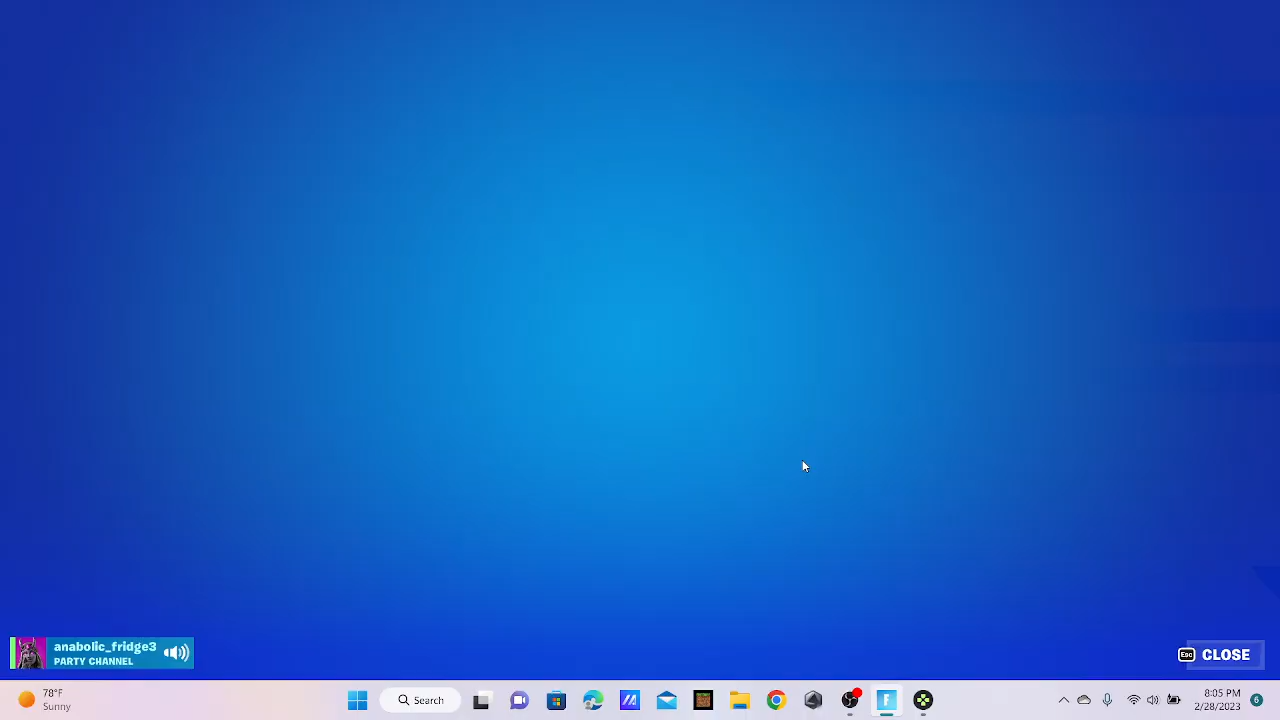 anabolic_fridge3
PARTY CHANNEL
Esc CLOSE
78°F
Sunny
Search
F
8:05 PM
2/28/2023
6